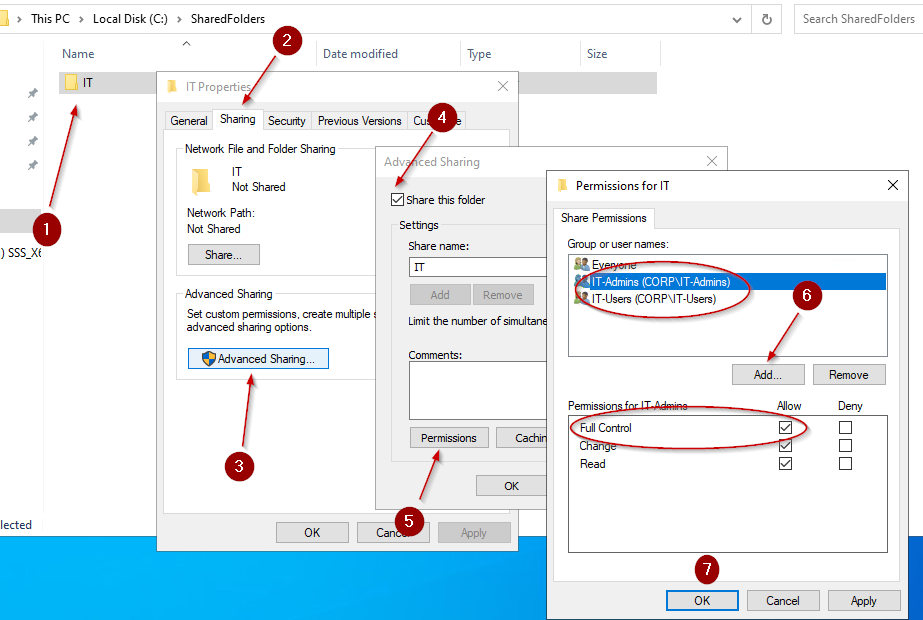 This PC > Local Disk (C:) > SharedFolders
Search SharedFolders
Name
Date modified
Type
Size
IT
1
2
3
4
5
6
7
) SSS_X6
lected
IT Properties
General
Sharing
Security
Previous Versions
Network File and Folder Sharing
IT
Not Shared
Network Path:
Not Shared
Share...
Advanced Sharing
Set custom permissions, create multiple s
advanced sharing options.
Advanced Sharing...
OK
Cancel
Apply
Advanced Sharing
Share this folder
Settings
Share name:
IT
Add
Remove
Limit the number of simultane
Comments:
Permissions
Cachin
OK
Permissions for IT
Share Permissions
Group or user names:
Everyone
IT-Admins (CORP\IT-Admins)
IT-Users (CORP\IT-Users)
Add...
Remove
Permissions for IT-Admins
Allow
Deny
Full Control
Change
Read
OK
Cancel
Apply